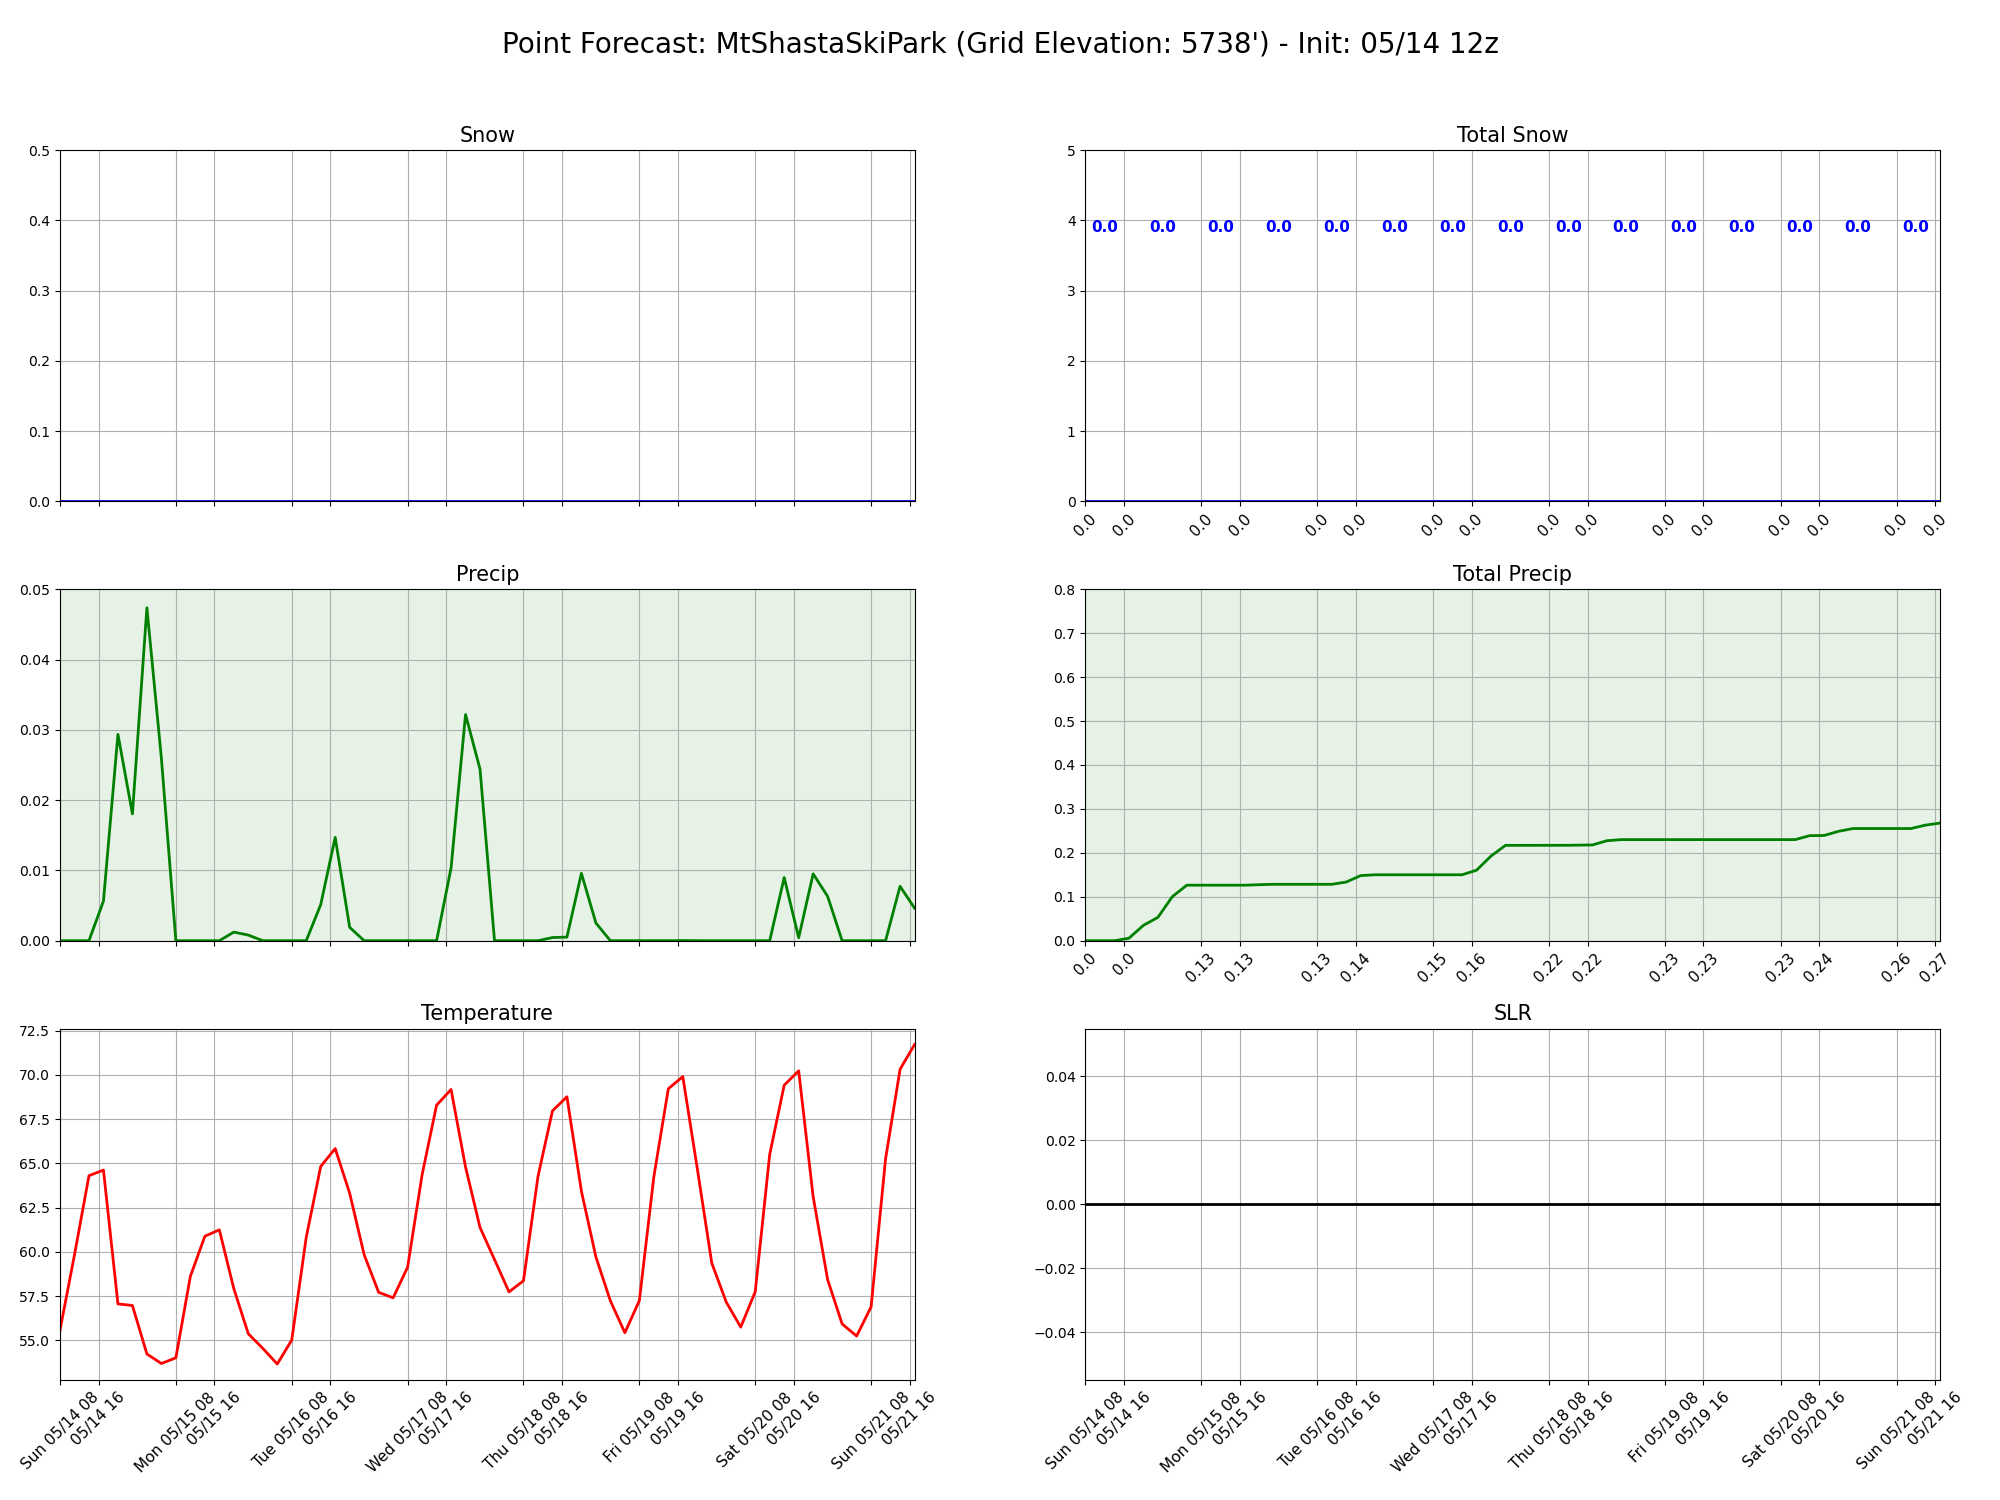 Point Forecast: MtShastaSkiPark (Grid Elevation: 5738') - Init: 05/14 12z
Snow
0.5
0.4
0.3
0.2
0.1
0.0
Total Snow
5
4
3
2
1
0
0.0 0.0 0.0 0.0 0.0 0.0 0.0 0.0 0.0 0.0 0.0 0.0 0.0 0.0 0.0
0.0 0.0 0.0 0.0 0.0 0.0 0.0 0.0 0.0 0.0 0.0 0.0 0.0 0.0 0.0 0.0
Precip
0.05
0.04
0.03
0.02
0.01
0.00
Total Precip
0.8
0.7
0.6
0.5
0.4
0.3
0.2
0.1
0.0
0.0 0.0 0.13 0.13 0.13 0.14 0.15 0.16 0.22 0.22 0.23 0.23 0.23 0.24 0.26 0.27
Temperature
72.5
70.0
67.5
65.0
62.5
60.0
57.5
55.0
Sun 05/14 08
05/14 16
Mon 05/15 08
05/15 16
Tue 05/16 08
05/16 16
Wed 05/17 08
05/17 16
Thu 05/18 08
05/18 16
Fri 05/19 08
05/19 16
Sat 05/20 08
05/20 16
Sun 05/21 08
05/21 16
SLR
0.04
0.02
0.00
−0.02
−0.04
Sun 05/14 08
05/14 16
Mon 05/15 08
05/15 16
Tue 05/16 08
05/16 16
Wed 05/17 08
05/17 16
Thu 05/18 08
05/18 16
Fri 05/19 08
05/19 16
Sat 05/20 08
05/20 16
Sun 05/21 08
05/21 16